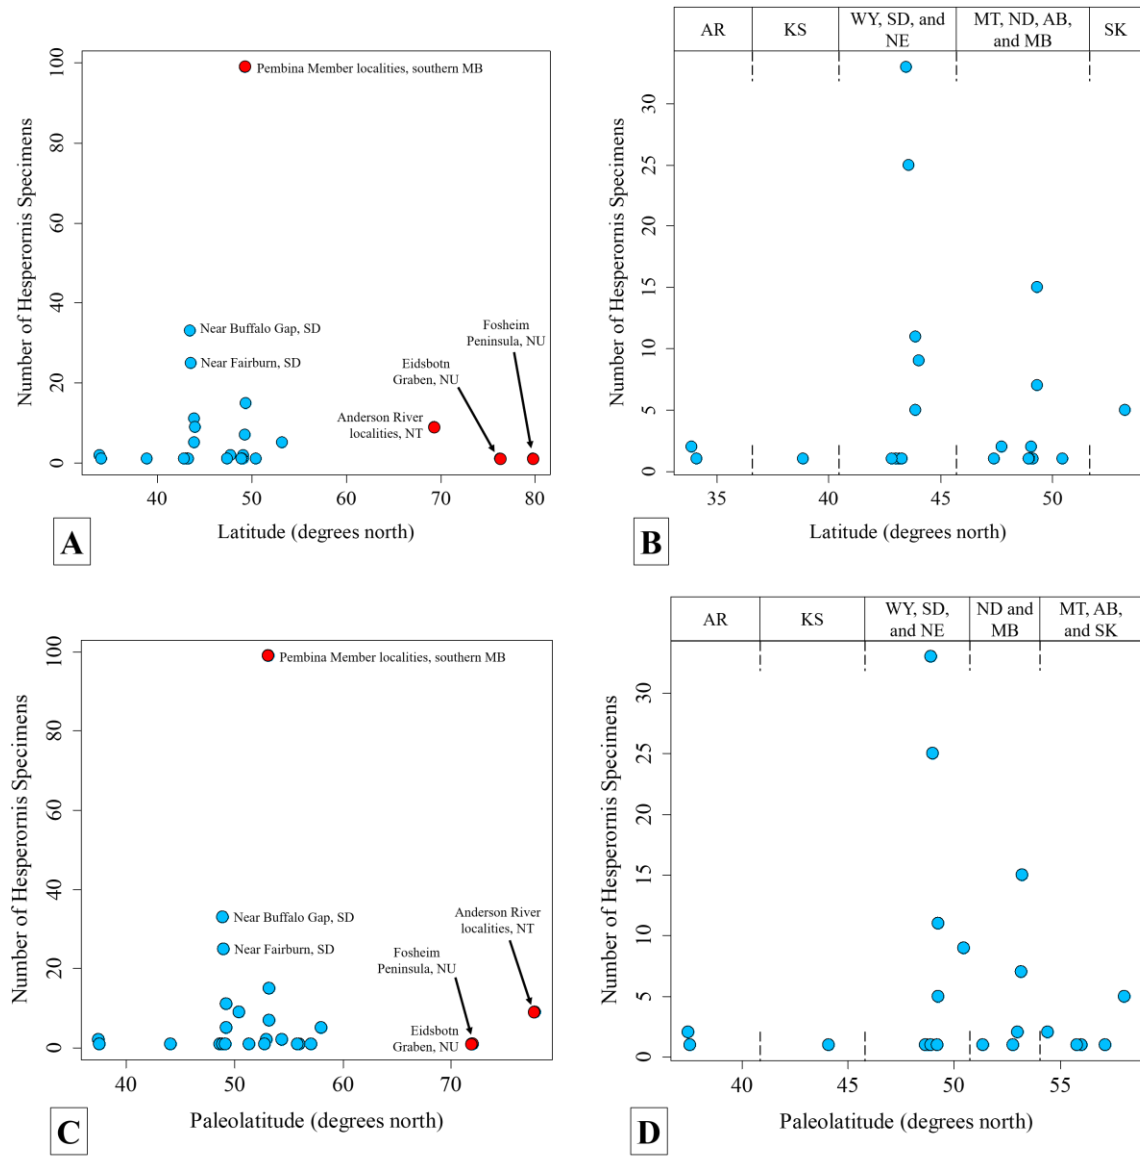 Number of Hesperornis Specimens
100
80
60
40
20
0
Pembina Member localities, southern MB
Near Buffalo Gap, SD
Near Fairburn, SD
Fosheim
Peninsula, NU
Eidsbotn
Graben, NU
Anderson River
localities, NT
40
50
60
70
80
Latitude (degrees north)
A
AR
KS
WY, SD, and
NE
MT, ND, AB,
and MB
SK
Number of Hesperornis Specimens
30
25
20
15
10
5
0
35
40
45
50
Latitude (degrees north)
B
Number of Hesperornis Specimens
100
80
60
40
20
0
Pembina Member localities, southern MB
Near Buffalo Gap, SD
Near Fairburn, SD
Anderson River
localities, NT
Fosheim
Peninsula, NU
Eidsbotn
Graben, NU
40
50
60
70
Paleolatitude (degrees north)
C
AR
KS
WY, SD,
and NE
ND and
MB
MT, AB,
and SK
Number of Hesperornis Specimens
30
25
20
15
10
5
0
40
45
50
55
Paleolatitude (degrees north)
D